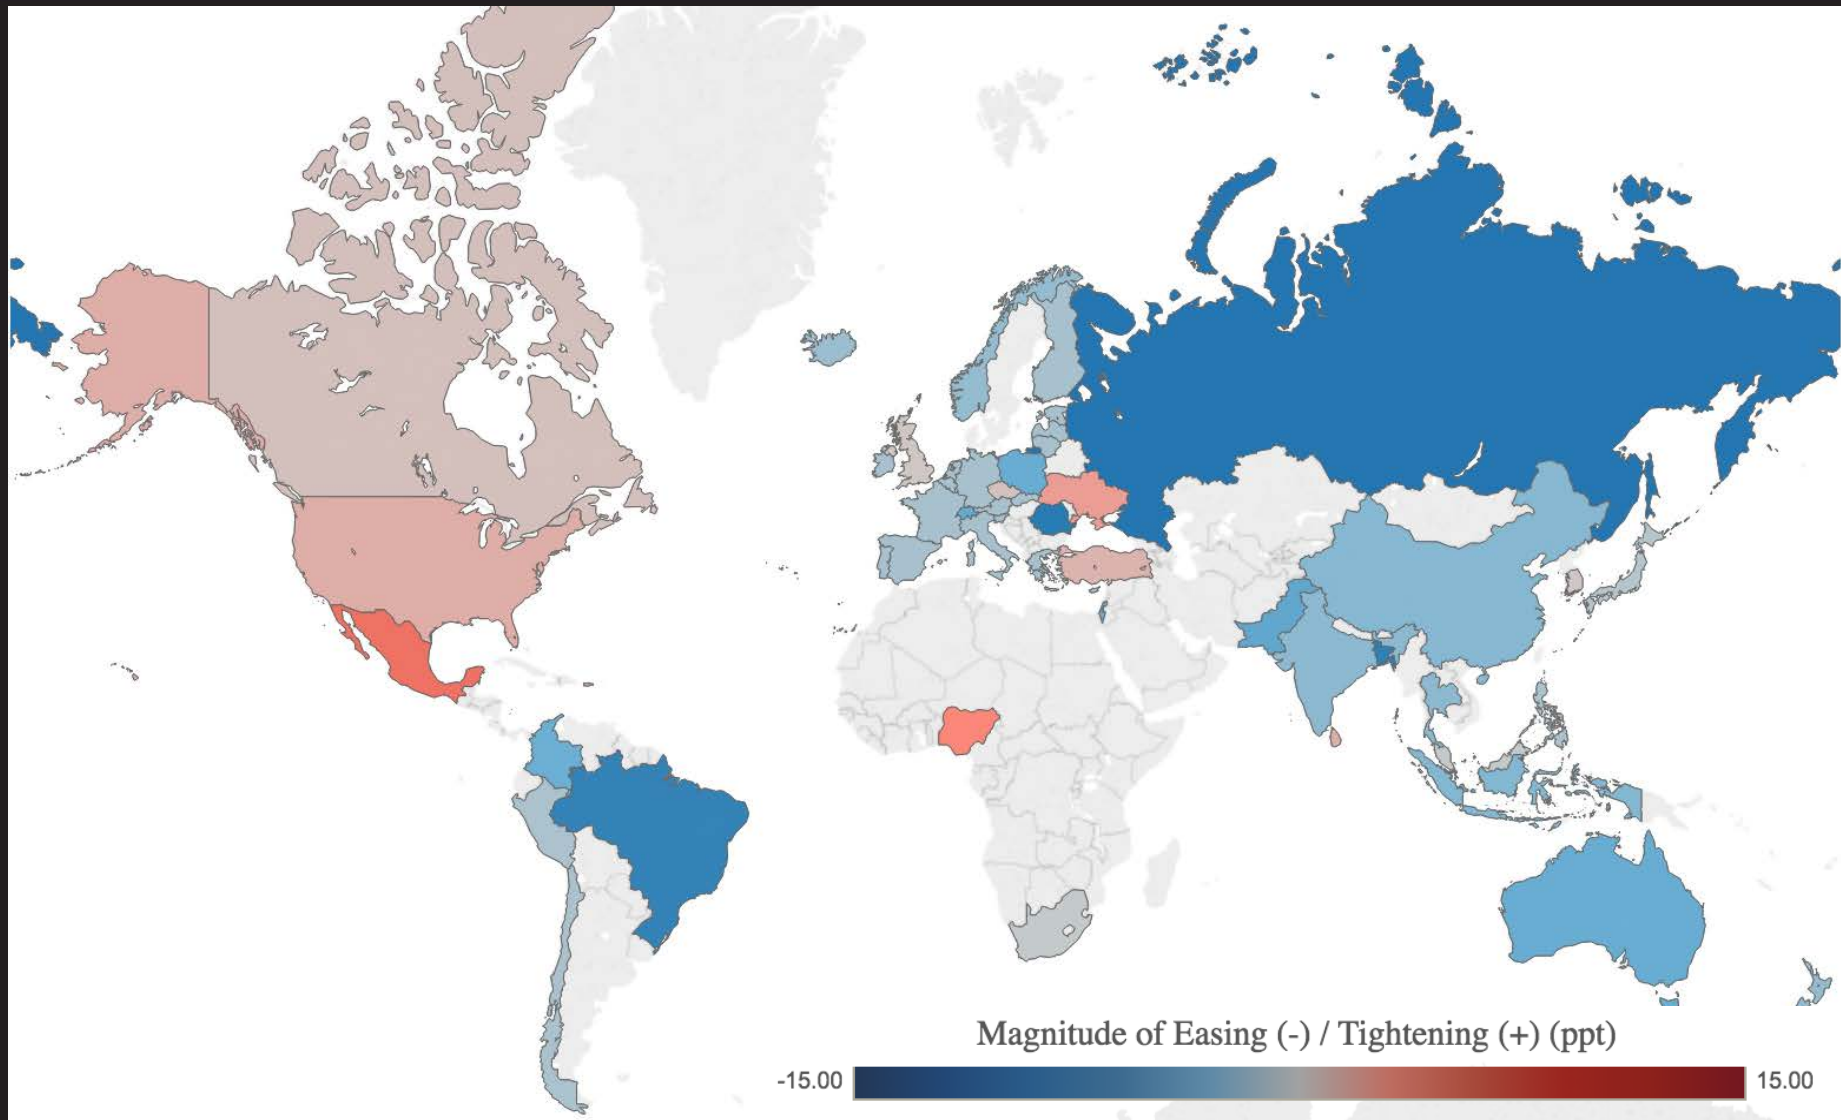 Magnitude of Easing (-) / Tightening (+) (ppt)
-15.00 15.00